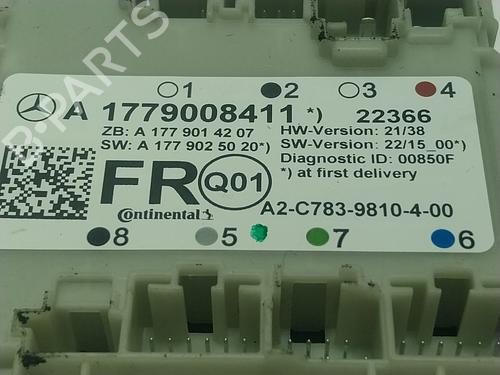 1 2 3 4
A 1779008411 *) 22366
ZB: A 177 901 42 07 HW-Version: 21/38
SW: A 177 902 50 20*) SW-Version: 22/15_00*)
Diagnostic ID: 00850F
*) at first delivery
FR Q01
Continental A2-C783-9810-4-00
8 5 7 6
B-PARTS